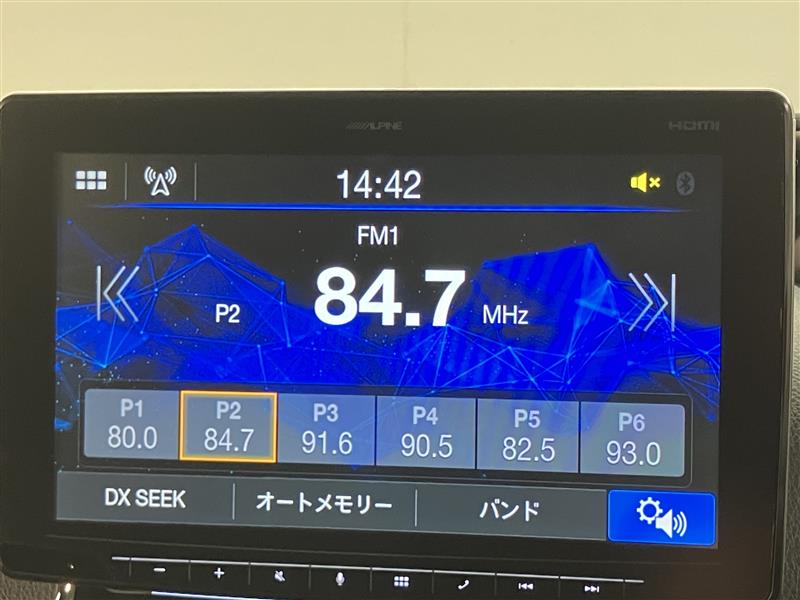 ALPINE
HDMI
14:42
FM1
P2
84.7 MHz
P1 P2 P3 P4 P5 P6
80.0 84.7 91.6 90.5 82.5 93.0
DX SEEK オートメモリー バンド